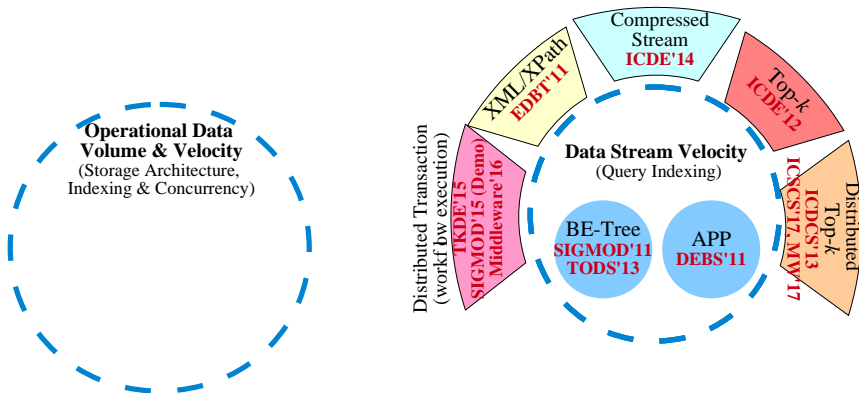 Operational Data
Volume & Velocity
(Storage Architecture,
Indexing & Concurrency)
Distributed Transaction
(workflow execution)
TKDE'15
SIGMOD'15 (Demo)
Middleware'16
XML/XPath
EDBT'11
Compressed
Stream
ICDE'14
Top-k
ICDE'12
Distributed
Top-k
ICDCS'13
ICSCS'17, MW'17
Data Stream Velocity
(Query Indexing)
BE-Tree
SIGMOD'11
TODS'13
APP
DEBS'11